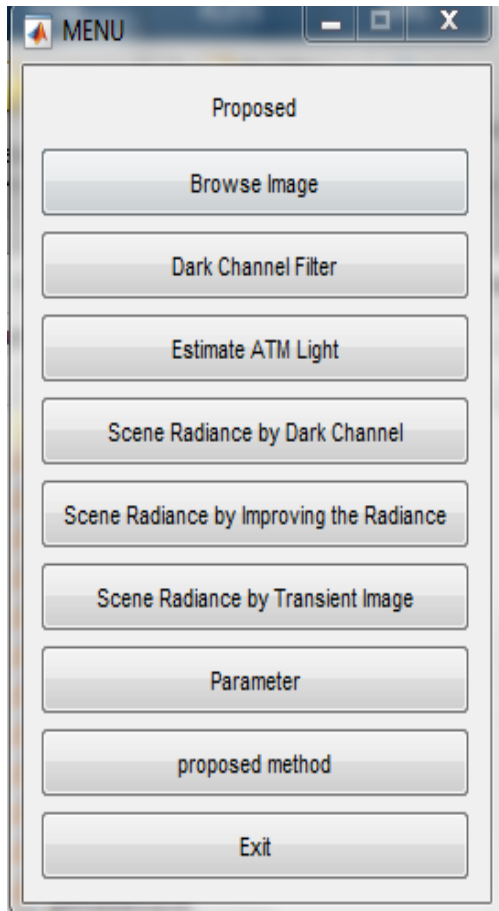 MENU
Proposed
Browse Image
Dark Channel Filter
Estimate ATM Light
Scene Radiance by Dark Channel
Scene Radiance by Improving the Radiance
Scene Radiance by Transient Image
Parameter
proposed method
Exit